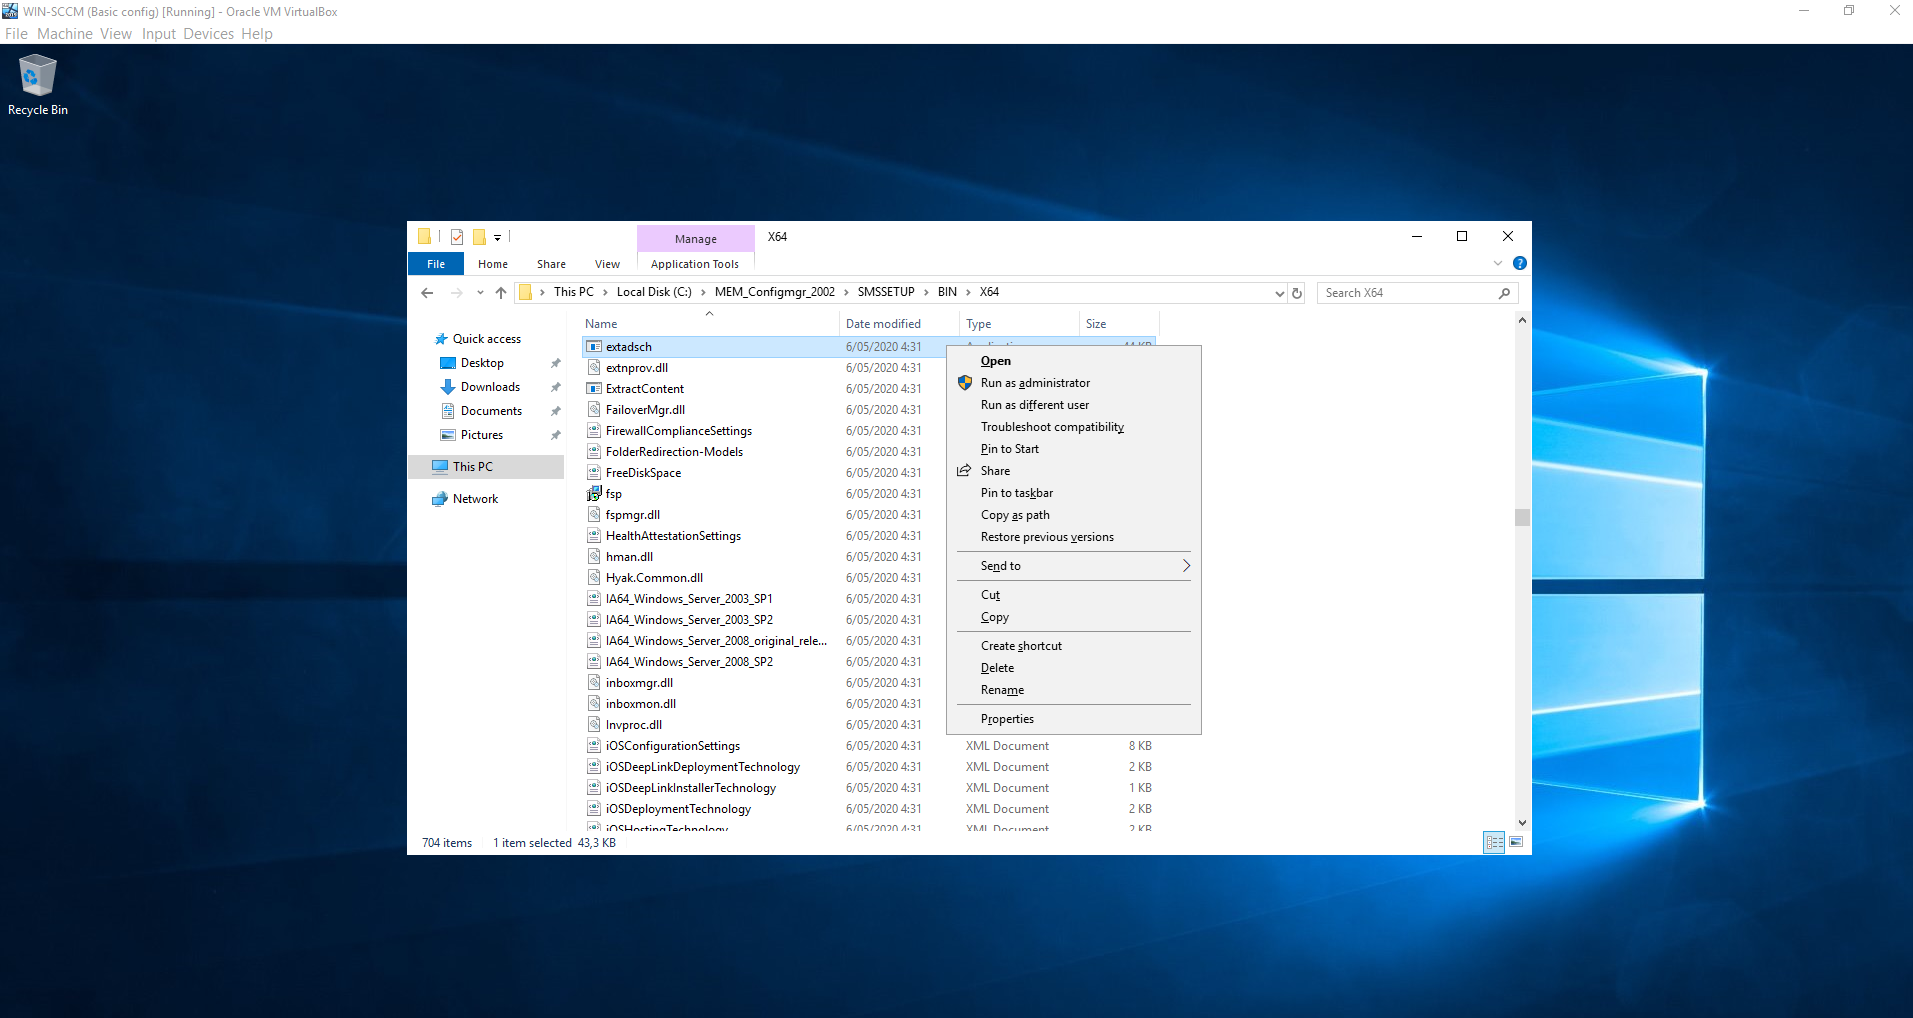 WIN-SCCM (Basic config) [Running] - Oracle VM VirtualBox
File Machine View Input Devices Help
Recycle Bin
Manage X64
File Home Share View Application Tools
This PC > Local Disk (C:) > MEM_Configmgr_2002 > SMSSETUP > BIN > X64
Search X64
Quick access
Desktop
Downloads
Documents
Pictures
This PC
Network
Name Date modified Type Size
extadsch 6/05/2020 4:31
extnprov.dll 6/05/2020 4:31
ExtractContent 6/05/2020 4:31
FailoverMgr.dll 6/05/2020 4:31
FirewallComplianceSettings 6/05/2020 4:31
FolderRedirection-Models 6/05/2020 4:31
FreeDiskSpace 6/05/2020 4:31
fsp 6/05/2020 4:31
fspmgr.dll 6/05/2020 4:31
HealthAttestationSettings 6/05/2020 4:31
hman.dll 6/05/2020 4:31
Hyak.Common.dll 6/05/2020 4:31
IA64_Windows_Server_2003_SP1 6/05/2020 4:31
IA64_Windows_Server_2003_SP2 6/05/2020 4:31
IA64_Windows_Server_2008_original_rele... 6/05/2020 4:31
IA64_Windows_Server_2008_SP2 6/05/2020 4:31
inboxmgr.dll 6/05/2020 4:31
inboxmon.dll 6/05/2020 4:31
Invproc.dll 6/05/2020 4:31
iOSConfigurationSettings 6/05/2020 4:31 XML Document 8 KB
iOSDeepLinkDeploymentTechnology 6/05/2020 4:31 XML Document 2 KB
iOSDeepLinkInstallerTechnology 6/05/2020 4:31 XML Document 1 KB
iOSDeploymentTechnology 6/05/2020 4:31 XML Document 2 KB
iOSHostingTechnology 6/05/2020 4:31 XML Document 2 KB
Open
Run as administrator
Run as different user
Troubleshoot compatibility
Pin to Start
Share
Pin to taskbar
Copy as path
Restore previous versions
Send to
Cut
Copy
Create shortcut
Delete
Rename
Properties
704 items 1 item selected 43,3 KB